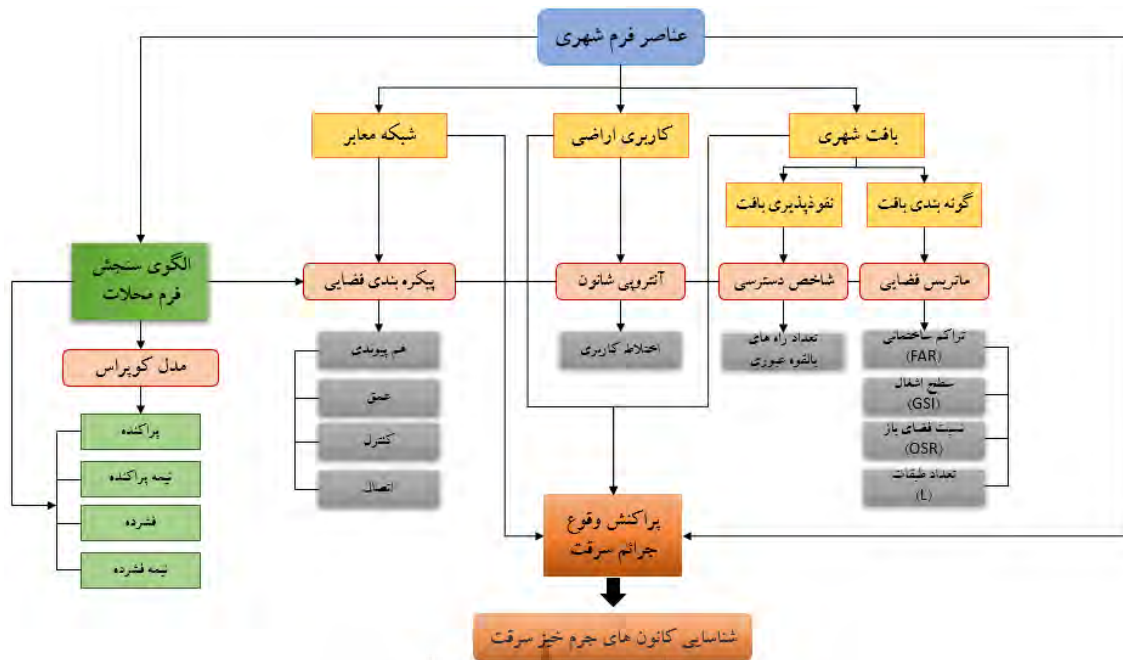 عناصر فرم شهری
شبکه معابر
کاربری اراضی
بافت شهری
نفوذپذیری بافت
گونه بندی بافت
الگوی سنجش
فرم محلات
پیکره بندی فضایی
آنتروپی شانون
شاخص دسترسی
ماتریس فضایی
مدل کوپراس
هم پیوندی
عمق
کنترل
اتصال
اختلاط کاربری
تعداد راه های
بالقوه عبوری
تراکم ساختمانی
(FAR)
سطح اشغال
(GSI)
نسبت فضای باز
(OSR)
تعداد طبقات
(L)
پراکنده
نیمه پراکنده
فشرده
نیمه فشرده
پراکنش وقوع
جرائم سرقت
شناسایی کانون های جرم خیز سرقت